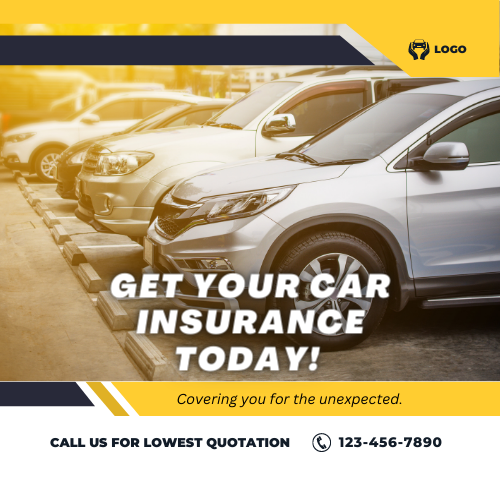 LOGO
GET YOUR CAR
INSURANCE
TODAY!
Covering you for the unexpected.
CALL US FOR LOWEST QUOTATION 123-456-7890